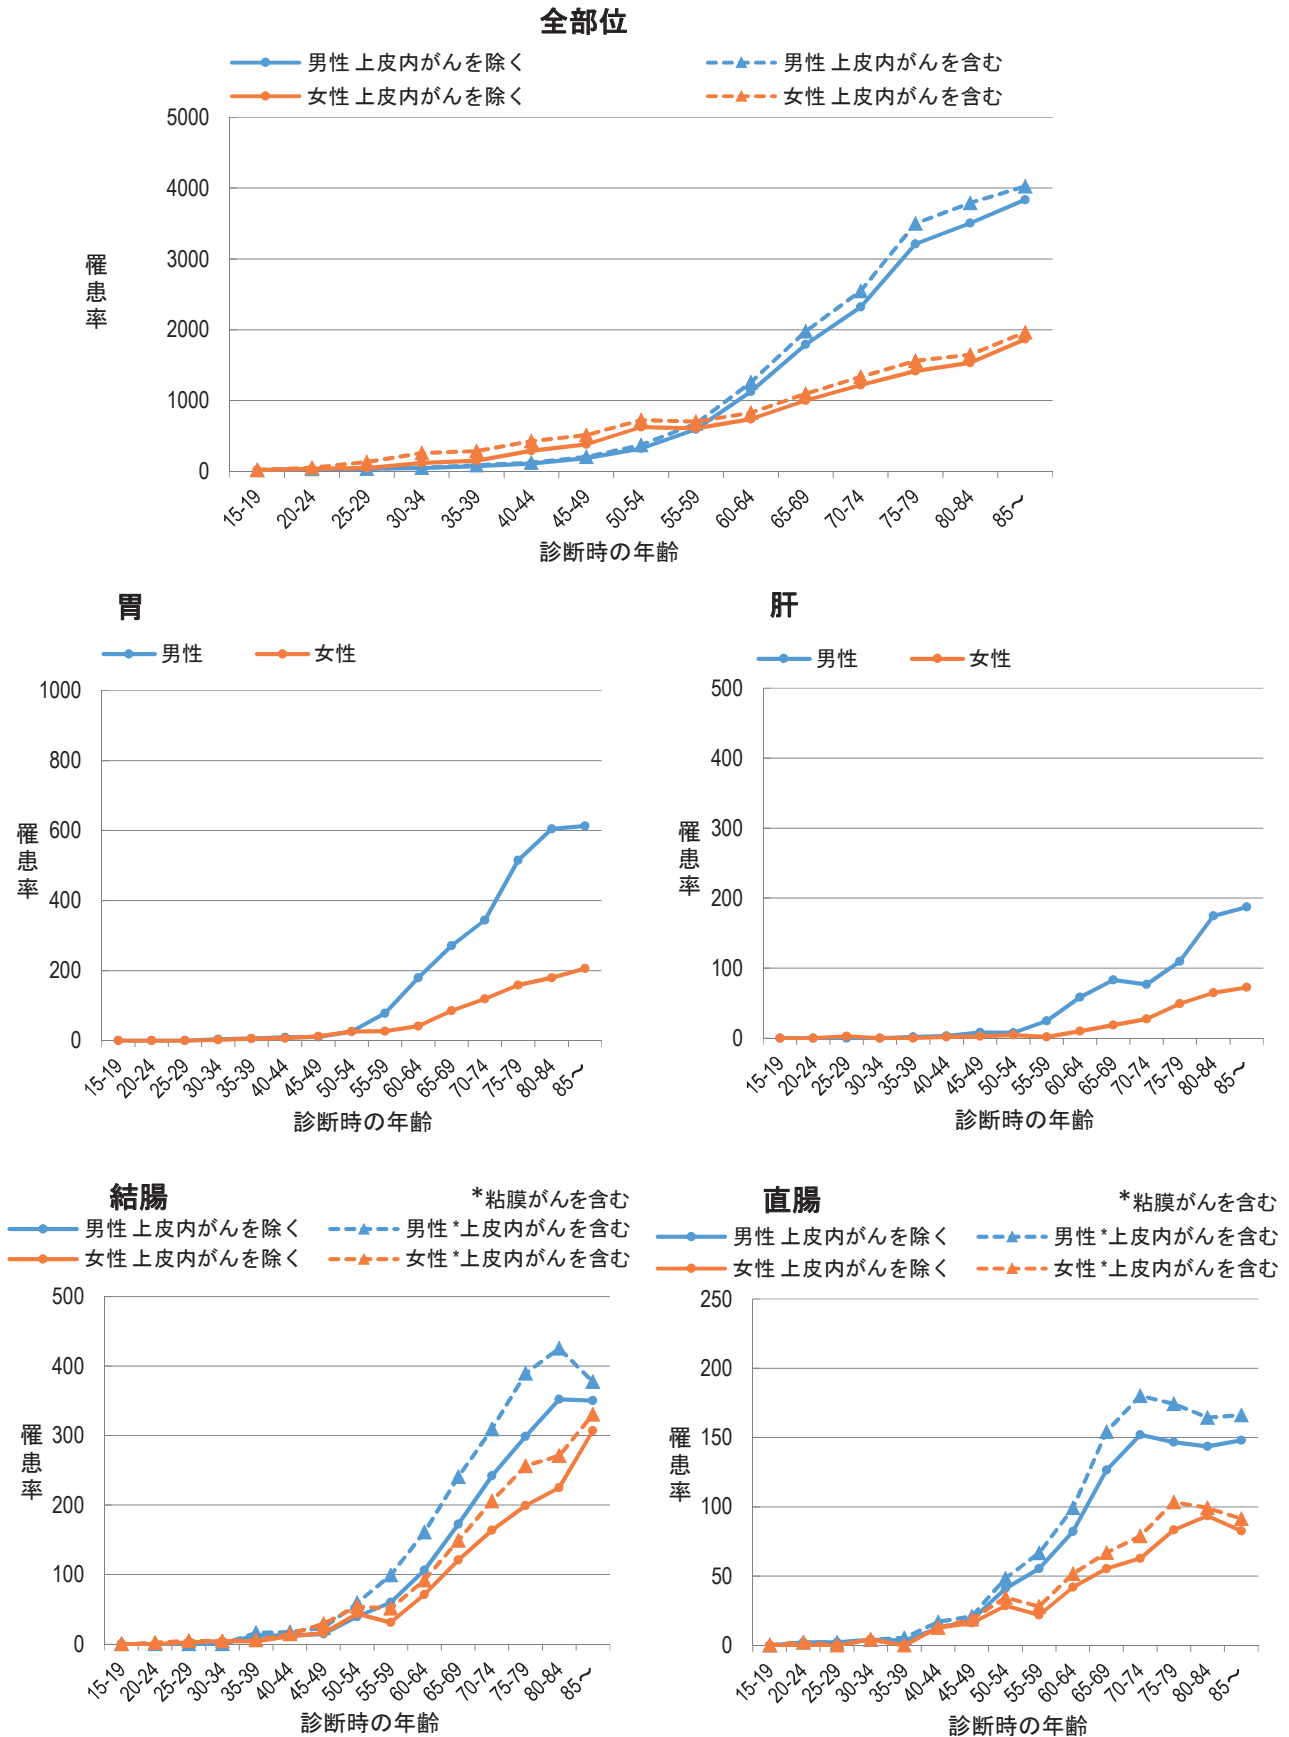 全部位
男性 上皮内がんを除く
男性 上皮内がんを含む
女性 上皮内がんを除く
女性 上皮内がんを含む
5000
4000
3000
2000
1000
0
罹患率
15-19 20-24 25-29 30-34 35-39 40-44 45-49 50-54 55-59 60-64 65-69 70-74 75-79 80-84 85～
診断時の年齢
胃
男性 女性
1000
800
600
400
200
0
罹患率
15-19 20-24 25-29 30-34 35-39 40-44 45-49 50-54 55-59 60-64 65-69 70-74 75-79 80-84 85～
診断時の年齢
肝
男性 女性
500
400
300
200
100
0
罹患率
15-19 20-24 25-29 30-34 35-39 40-44 45-49 50-54 55-59 60-64 65-69 70-74 75-79 80-84 85～
診断時の年齢
結腸
*粘膜がんを含む
男性 上皮内がんを除く
男性 *上皮内がんを含む
女性 上皮内がんを除く
女性 *上皮内がんを含む
500
400
300
200
100
0
罹患率
15-19 20-24 25-29 30-34 35-39 40-44 45-49 50-54 55-59 60-64 65-69 70-74 75-79 80-84 85～
診断時の年齢
直腸
*粘膜がんを含む
男性 上皮内がんを除く
男性 *上皮内がんを含む
女性 上皮内がんを除く
女性 *上皮内がんを含む
250
200
150
100
50
0
罹患率
15-19 20-24 25-29 30-34 35-39 40-44 45-49 50-54 55-59 60-64 65-69 70-74 75-79 80-84 85～
診断時の年齢